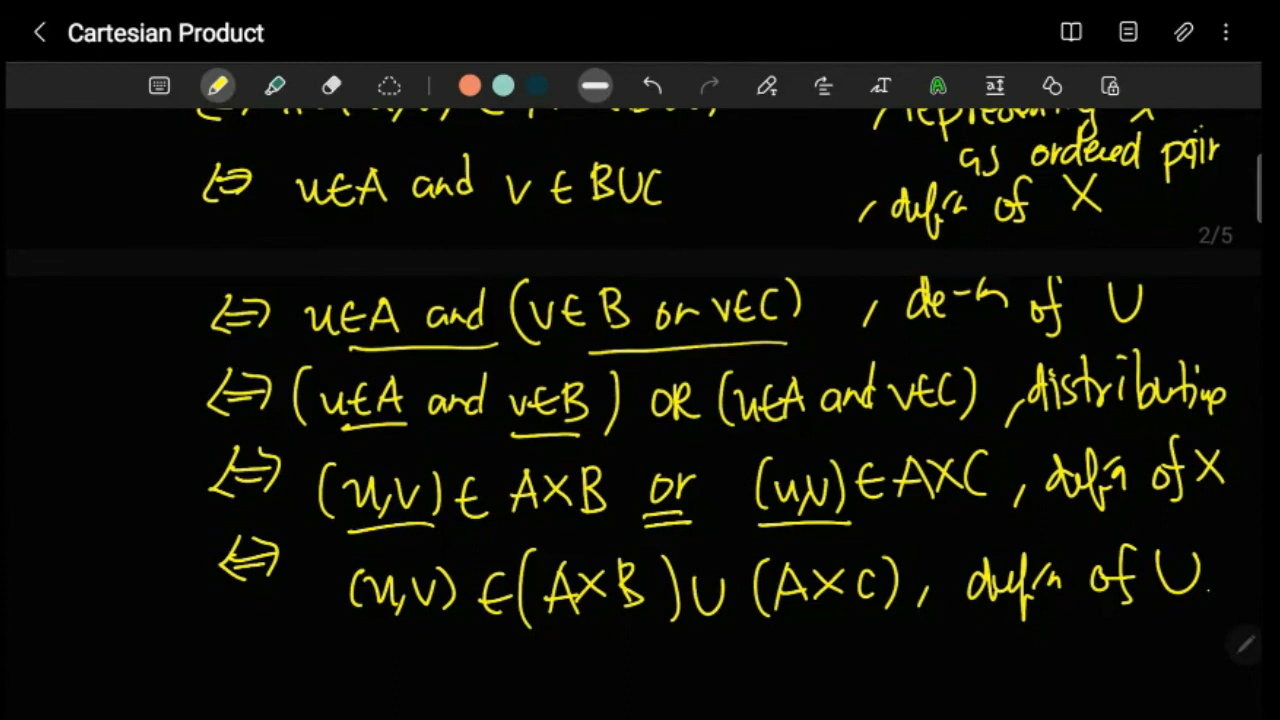 Cartesian Product
as ordered pair
⇔ u∈A and v ∈ B∪C , defn of X
2/5
⇔ u∈A and (v∈B or v∈C) , defn of ∪
⇔ (u∈A and v∈B) OR (u∈A and v∈C) , distributing
⇔ (u,v) ∈ A×B or (u,v) ∈ A×C , defn of X
⇔ (u,v) ∈ (A×B) ∪ (A×C) , defn of ∪.